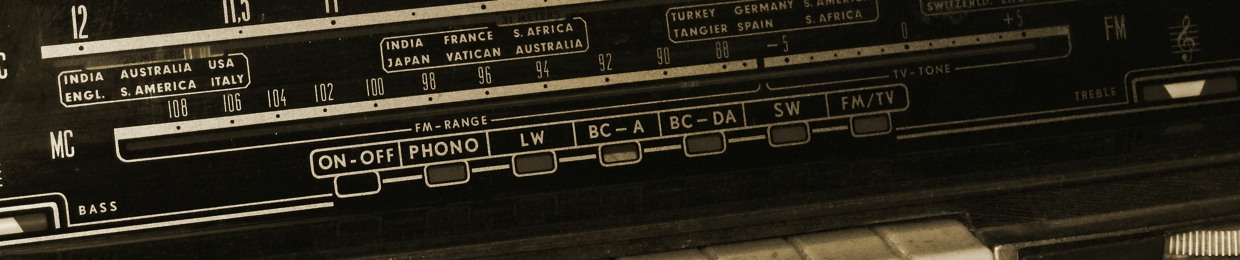 12 11,5 11
TURKEY GERMANY S. AMERICA
TANGIER SPAIN S. AFRICA
+5
FM
INDIA FRANCE S. AFRICA
JAPAN VATICAN AUSTRALIA
INDIA AUSTRALIA USA
ENGL. S. AMERICA ITALY
108 106 104 102 100 98 96 94 92 90 88 –5 0
MC
TV-TONE
TREBLE
FM-RANGE
ON-OFF PHONO LW BC-A BC-DA SW FM/TV
BASS